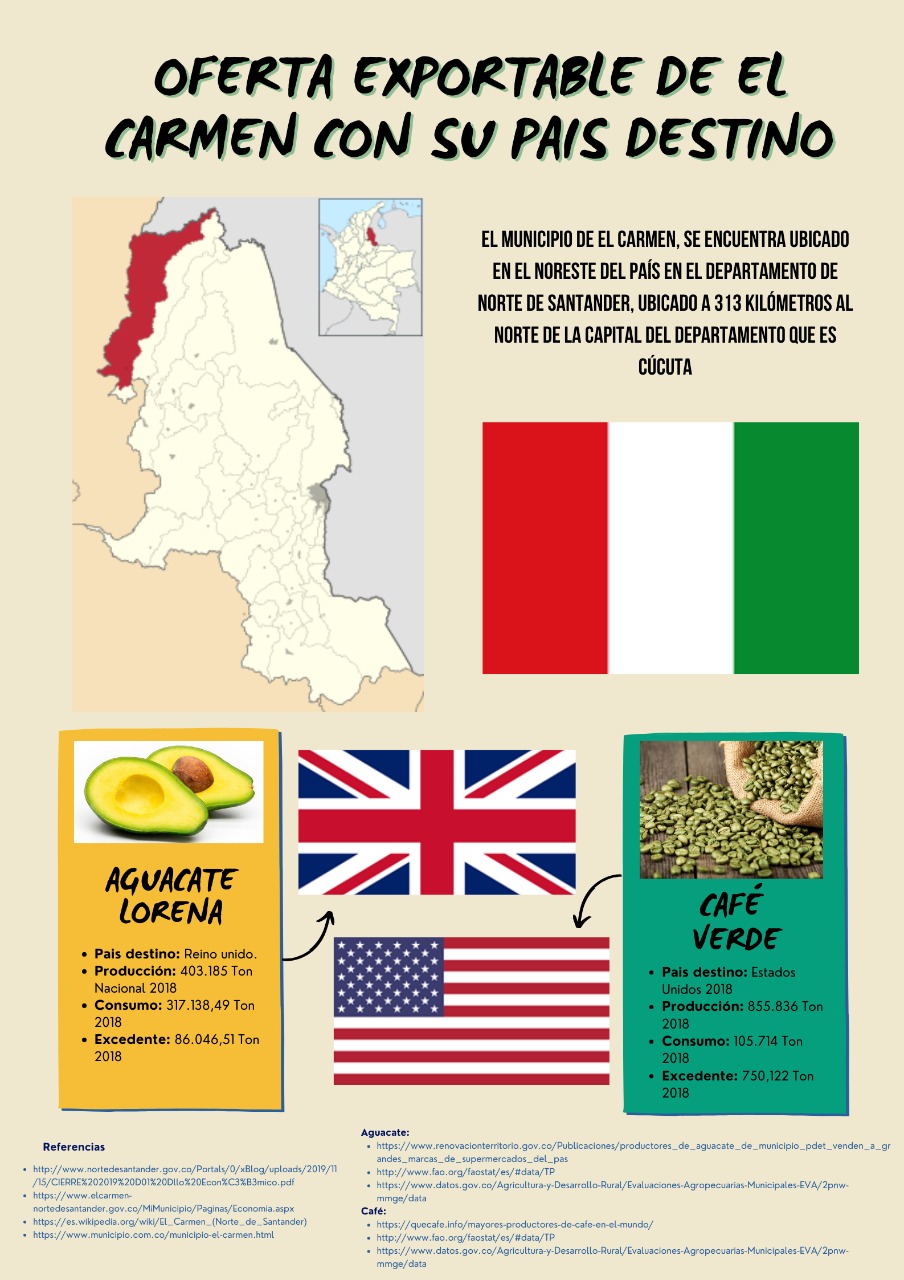 OFERTA EXPORTABLE DE EL
CARMEN CON SU PAIS DESTINO
EL MUNICIPIO DE EL CARMEN, SE ENCUENTRA UBICADO
EN EL NORESTE DEL PAÍS EN EL DEPARTAMENTO DE
NORTE DE SANTANDER, UBICADO A 313 KILÓMETROS AL
NORTE DE LA CAPITAL DEL DEPARTAMENTO QUE ES
CÚCUTA
AGUACATE
LORENA
• Pais destino: Reino unido.
• Producción: 403.185 Ton
Nacional 2018
• Consumo: 317.138,49 Ton
2018
• Excedente: 86.046,51 Ton
2018
CAFÉ
VERDE
• Pais destino: Estados
Unidos 2018
• Producción: 855.836 Ton
2018
• Consumo: 105.714 Ton
2018
• Excedente: 750,122 Ton
2018
Referencias
• http://www.nortedesantander.gov.co/Portals/0/xBlog/uploads/2019/11
/15/CIERRE%202019%20D01%20Dllo%20Econ%C3%B3mico.pdf
• https://www.elcarmen-
nortedesantander.gov.co/MiMunicipio/Paginas/Economia.aspx
• https://es.wikipedia.org/wiki/El_Carmen_(Norte_de_Santander)
• https://www.municipio.com.co/municipio-el-carmen.html
Aguacate:
• https://www.renovacionterritorio.gov.co/Publicaciones/productores_de_aguacate_de_municipio_pdet_venden_a_gr
andes_marcas_de_supermercados_del_pas
• http://www.fao.org/faostat/es/#data/TP
• https://www.datos.gov.co/Agricultura-y-Desarrollo-Rural/Evaluaciones-Agropecuarias-Municipales-EVA/2pnw-
mmge/data
Café:
• https://quecafe.info/mayores-productores-de-cafe-en-el-mundo/
• http://www.fao.org/faostat/es/#data/TP
• https://www.datos.gov.co/Agricultura-y-Desarrollo-Rural/Evaluaciones-Agropecuarias-Municipales-EVA/2pnw-
mmge/data